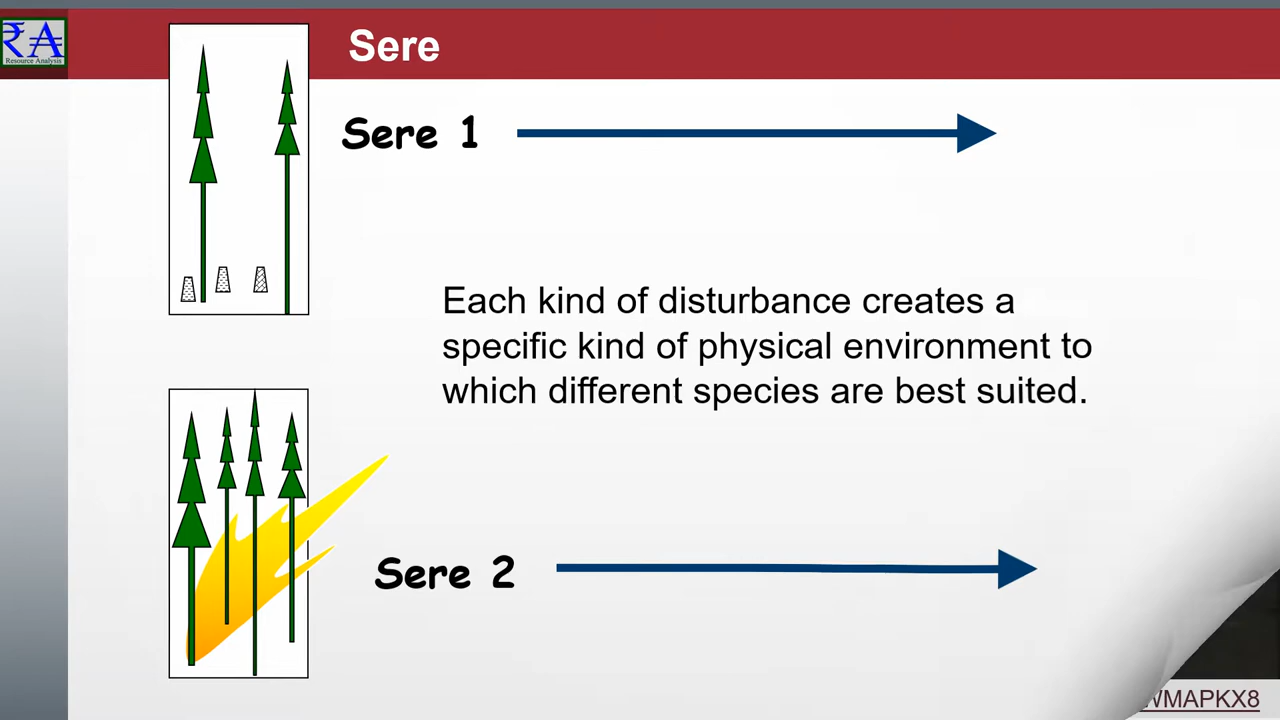 ₹A
Resource Analysis
Sere
Sere 1
Each kind of disturbance creates a
specific kind of physical environment to
which different species are best suited.
Sere 2
WMAPKX8